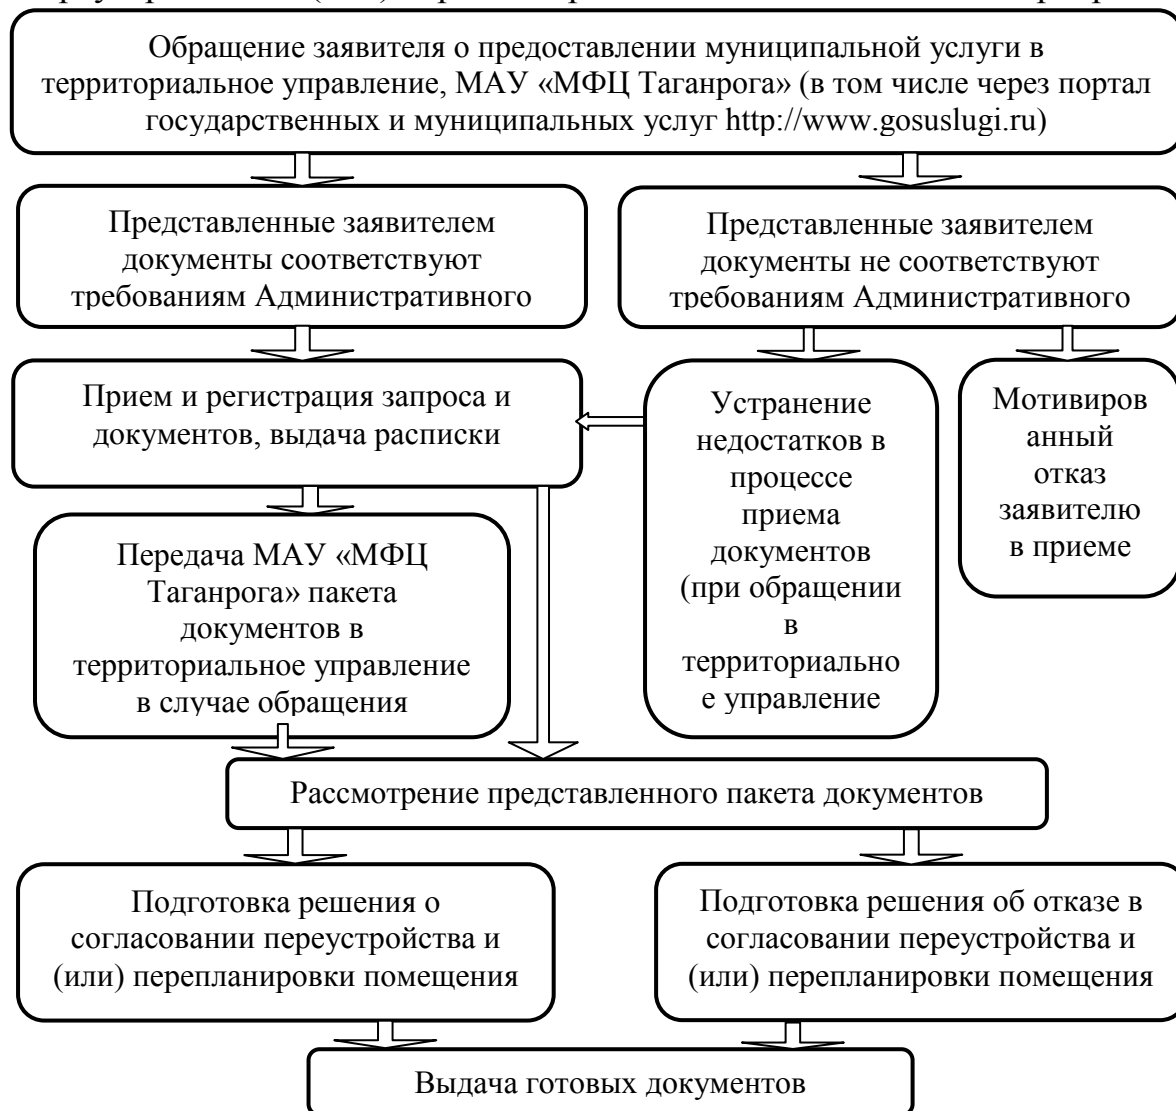 Обращение заявителя о предоставлении муниципальной услуги в
территориальное управление, МАУ «МФЦ Таганрога» (в том числе через портал
государственных и муниципальных услуг http://www.gosuslugi.ru)
Представленные заявителем
документы соответствуют
требованиям Административного
Представленные заявителем
документы не соответствуют
требованиям Административного
Прием и регистрация запроса и
документов, выдача расписки
Устранение
недостатков в
процессе
приема
документов
(при обращении
в
территориально
е управление
Мотивиров
анный
отказ
заявителю
в приеме
Передача МАУ «МФЦ
Таганрога» пакета
документов в
территориальное управление
в случае обращения
Рассмотрение представленного пакета документов
Подготовка решения о
согласовании переустройства и
(или) перепланировки помещения
Подготовка решения об отказе в
согласовании переустройства и
(или) перепланировки помещения
Выдача готовых документов